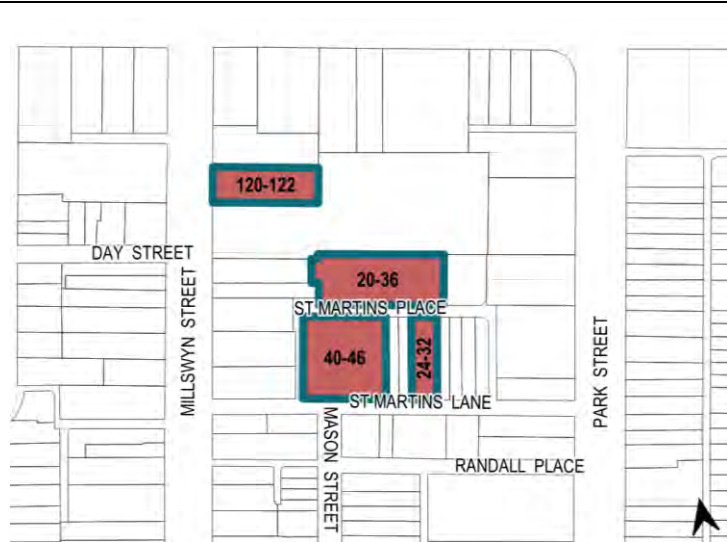 120-122
DAY STREET
20-36
ST MARTINS PLACE
MILLSWYN STREET
40-46
24-32
PARK STREET
ST MARTINS LANE
MASON STREET
RANDALL PLACE